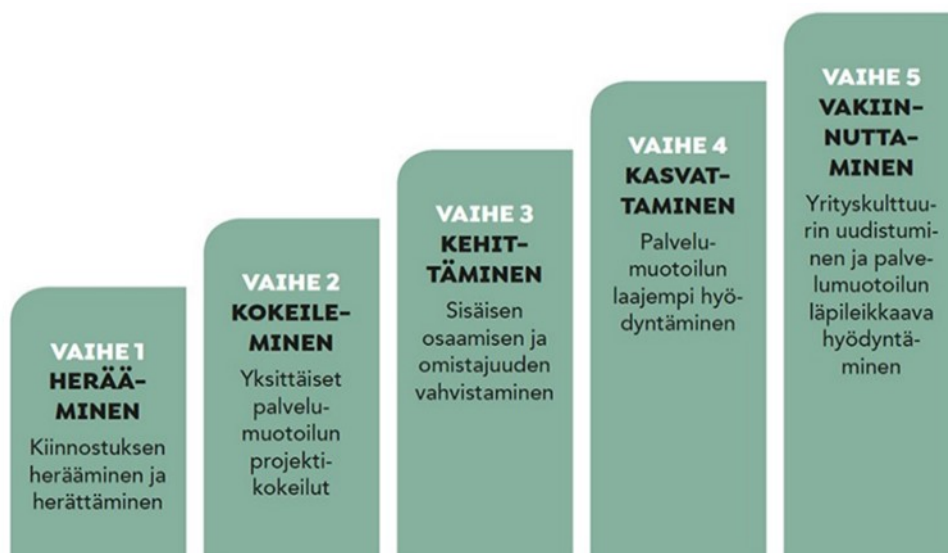 VAIHE 1
HERÄÄ-
MINEN
Kiinnostuksen
herääminen ja
herättäminen
VAIHE 2
KOKEILE-
MINEN
Yksittäiset
palvelu-
muotoilun
projekti-
kokeilut
VAIHE 3
KEHIT-
TÄMINEN
Sisäisen
osaamisen ja
omistajuuden
vahvistaminen
VAIHE 4
KASVAT-
TAMINEN
Palvelu-
muotoilun
laajempi hyö-
dyntäminen
VAIHE 5
VAKIIN-
NUTTA-
MINEN
Yrityskulttuu-
rin uudistumi-
nen ja palve-
lumuotoilun
läpileikkaava
hyödyntä-
minen